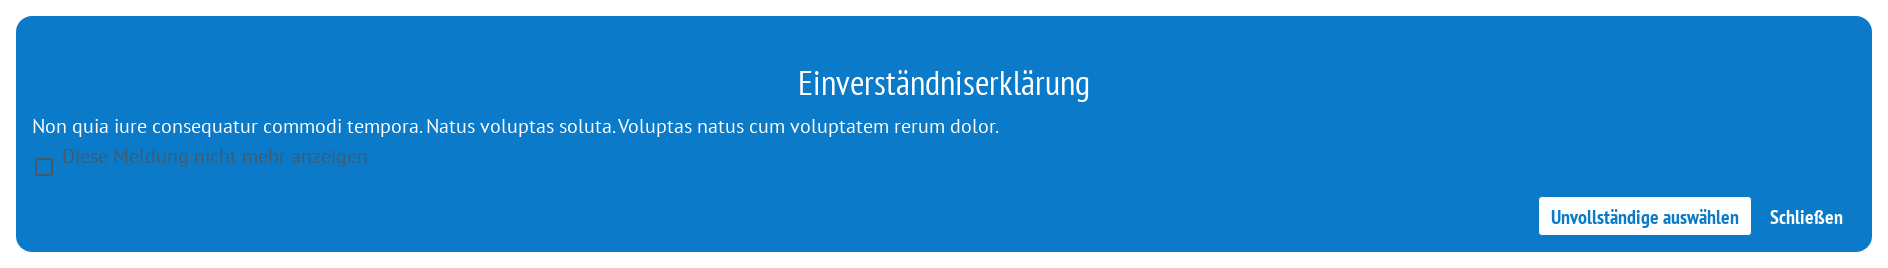 Einverständniserklärung
Non quia iure consequatur commodi tempora. Natus voluptas soluta. Voluptas natus cum voluptatem rerum dolor.
Diese Meldung nicht mehr anzeigen
Unvollständige auswählen Schließen